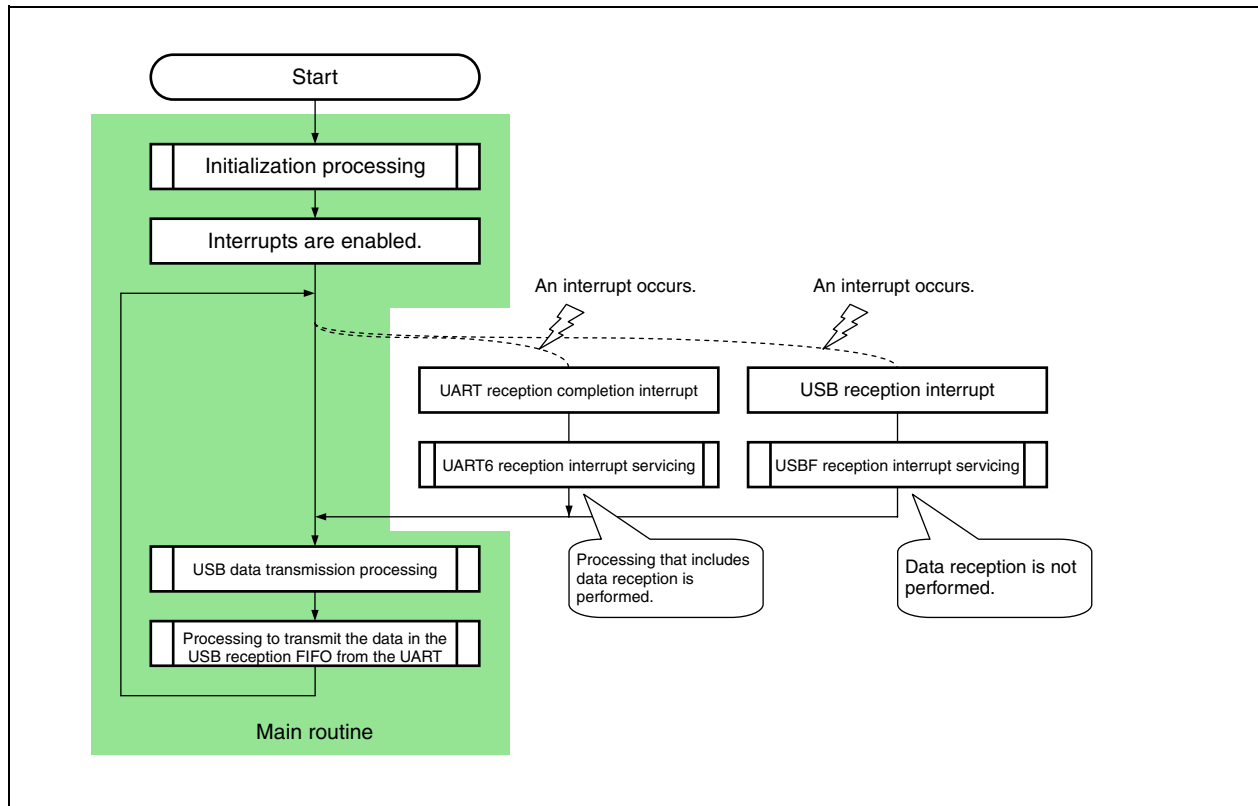 Start
Initialization processing
Interrupts are enabled.
An interrupt occurs.
An interrupt occurs.
UART reception completion interrupt
USB reception interrupt
UART6 reception interrupt servicing
USBF reception interrupt servicing
Processing that includes
data reception is
performed.
Data reception is not
performed.
USB data transmission processing
Processing to transmit the data in the
USB reception FIFO from the UART
Main routine